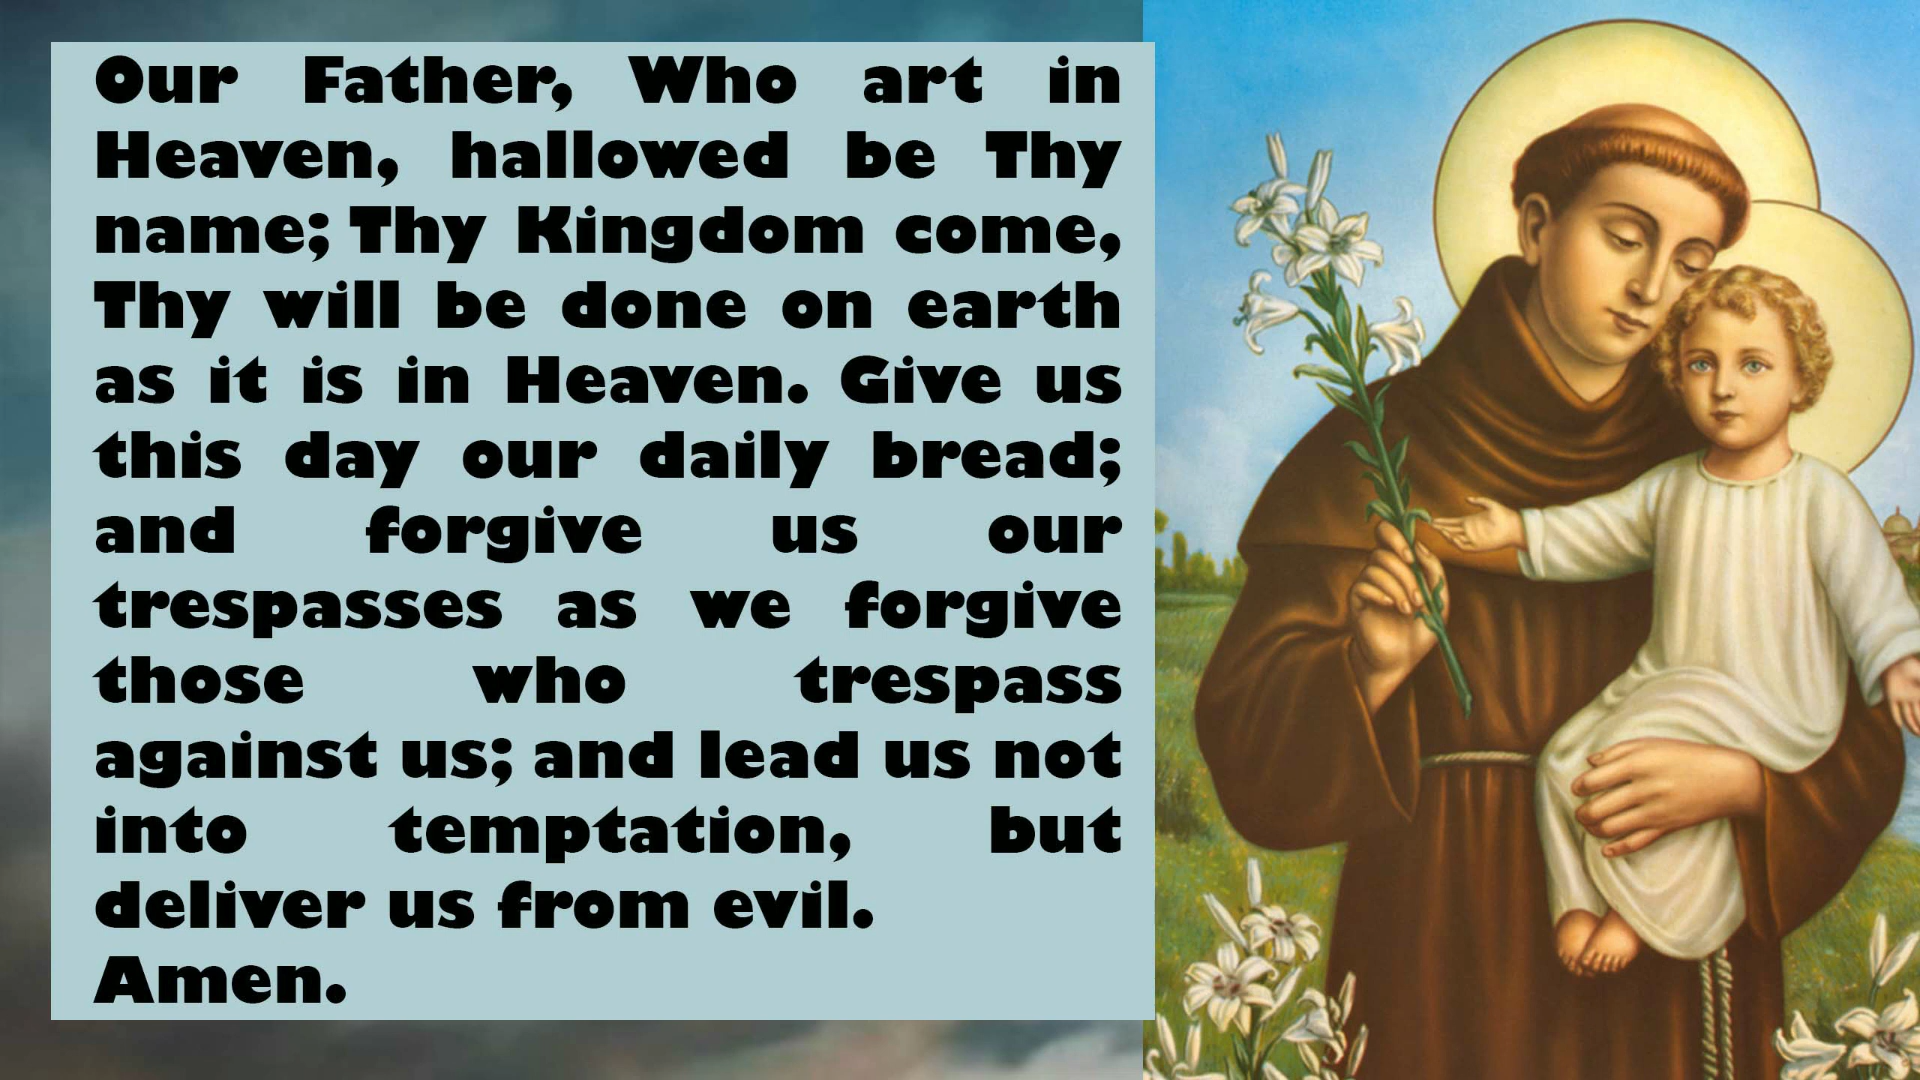 Our Father, Who art in
Heaven, hallowed be Thy
name; Thy Kingdom come,
Thy will be done on earth
as it is in Heaven. Give us
this day our daily bread;
and forgive us our
trespasses as we forgive
those who trespass
against us; and lead us not
into temptation, but
deliver us from evil.
Amen.